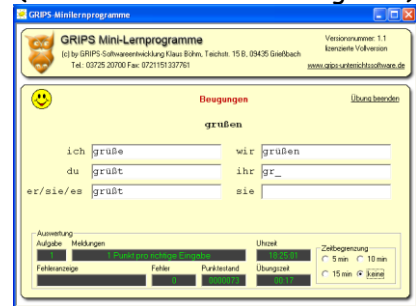 GRIPS-Minilernprogramme
GRIPS Mini-Lernprogramme
(c) by GRIPS-Softwareentwicklung Klaus Böhm, Teichstr. 15 B, 09435 Grießbach
Tel.: 03725 20700 Fax: 0721151337761
Versionsnummer: 1.1
lizenzierte Vollversion
www.grips-unterrichtssoftware.de
Beugungen
Übung beenden
grüßen
ich grüße wir grüßen
du grüßt ihr gr_
er/sie/es grüßt sie
Auswertung
Aufgabe Meldungen Uhrzeit
1 1 Punkt pro richtige Eingabe 18:25:01
Fehleranzeige Fehler Punktestand Übungszeit
0 0000073 00:17
Zeitbegrenzung
5 min 10 min
15 min keine